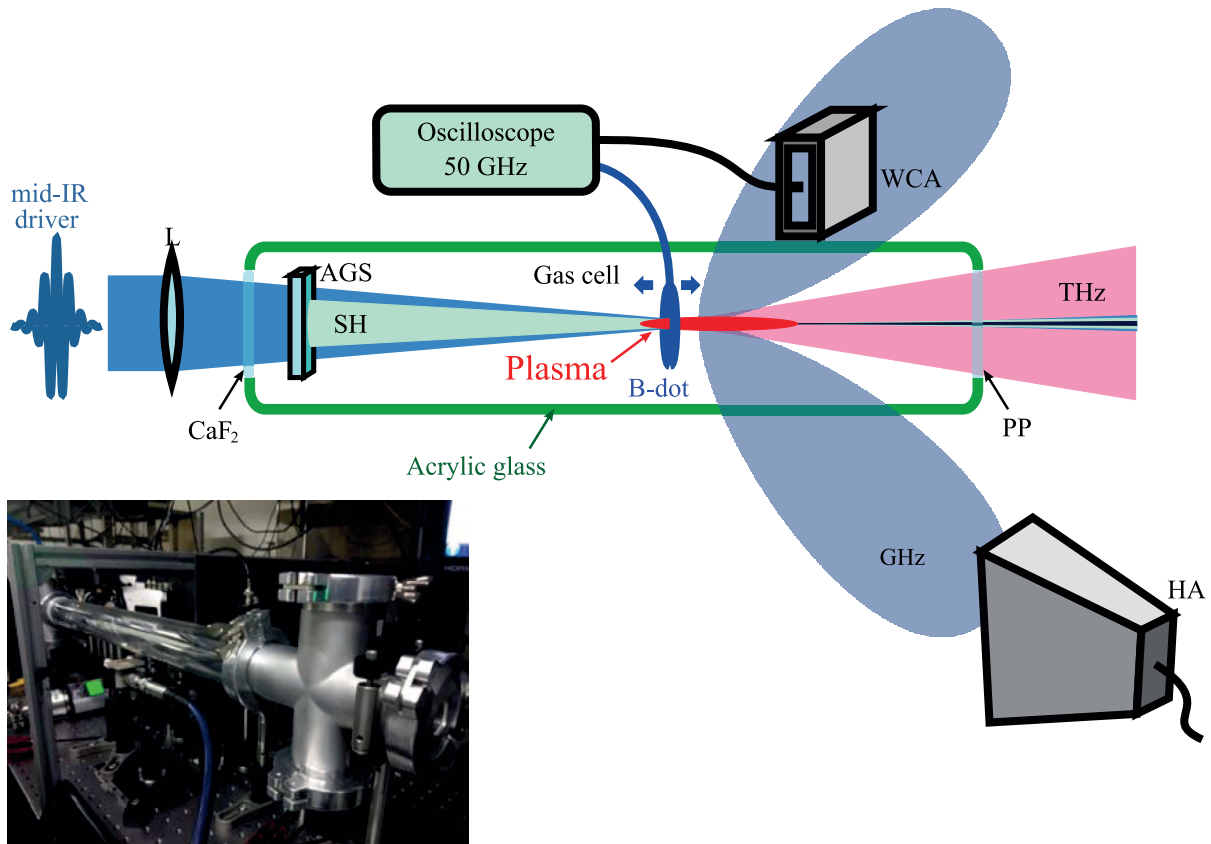 Oscilloscope
50 GHz
WCA
mid-IR
driver
L
AGS
Gas cell
THz
SH
Plasma
B-dot
CaF₂
PP
Acrylic glass
GHz
HA